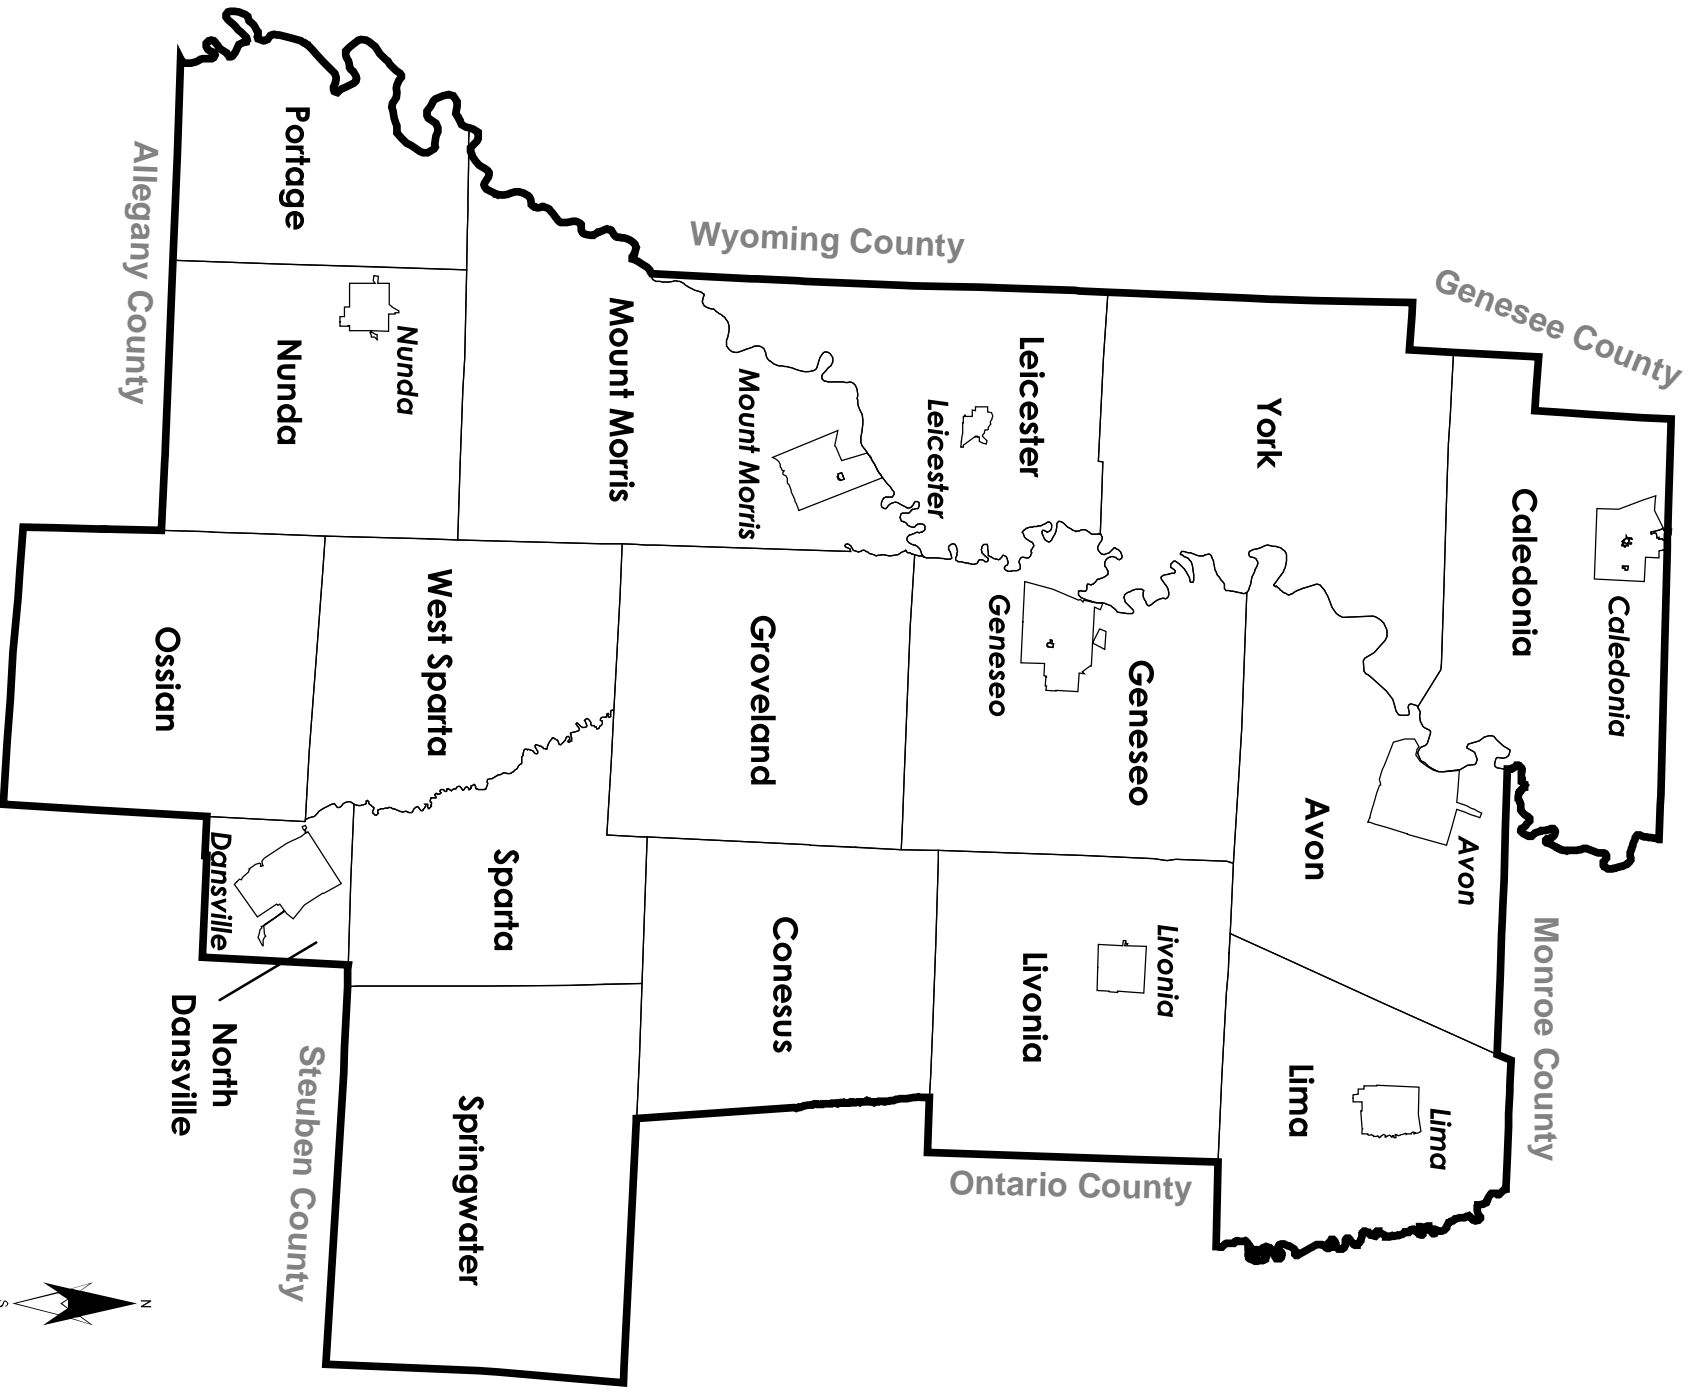 Genesee County
Caledonia
Caledonia
York
Wyoming County
Leicester
Leicester
Avon
Avon
Monroe County
Lima
Lima
Geneseo
Geneseo
Livonia
Livonia
Ontario County
Mount Morris
Mount Morris
Groveland
Conesus
Portage
Nunda
Nunda
West Sparta
Sparta
Springwater
Ossian
Dansville
North
Dansville
Allegany County
Steuben County
N
S